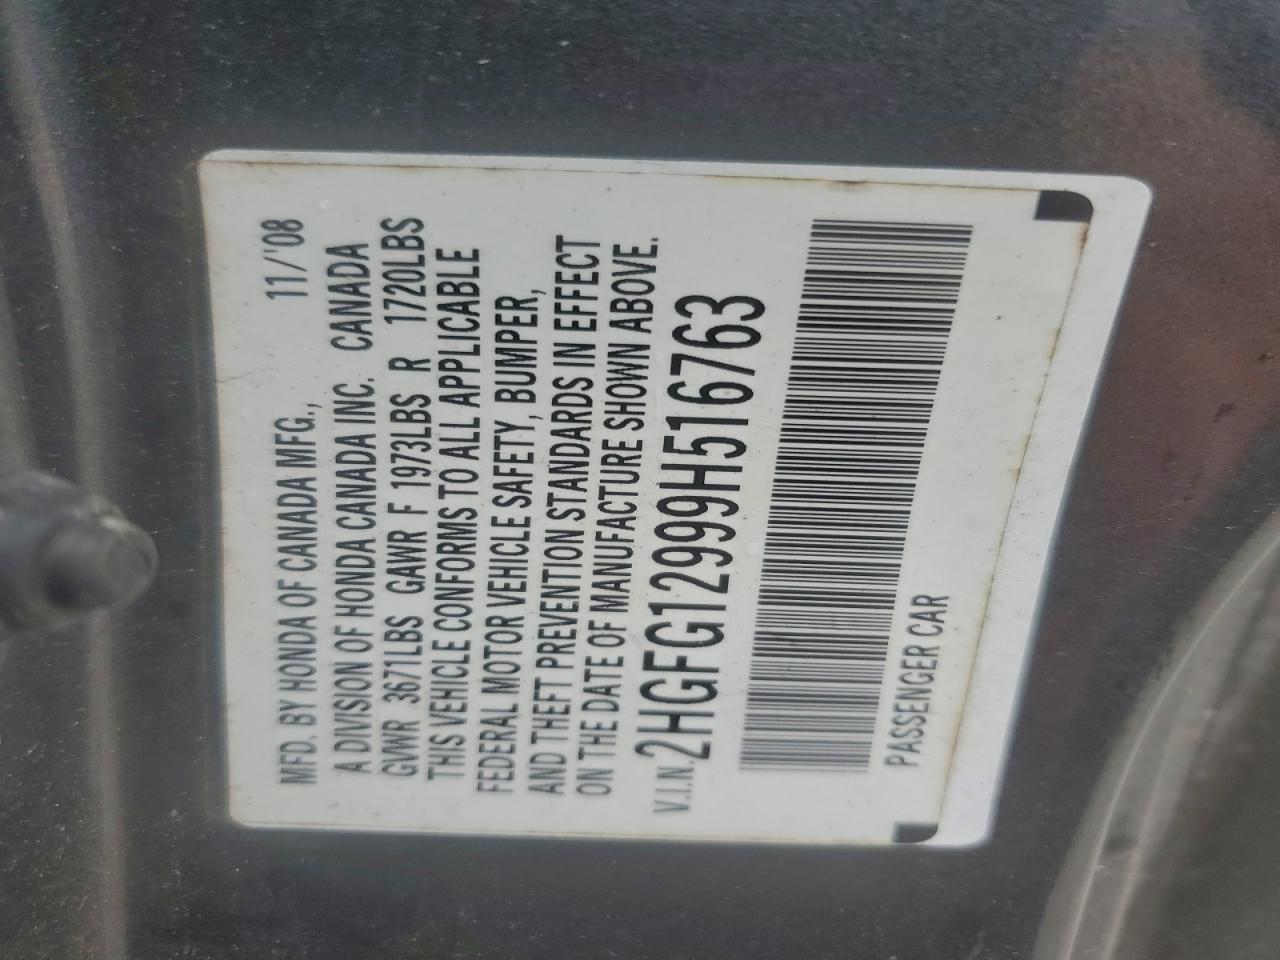 MFD. BY HONDA OF CANADA MFG., 11/'08
A DIVISION OF HONDA CANADA INC. CANADA
GVWR 3671LBS GAWR F 1973LBS R 1720LBS
THIS VEHICLE CONFORMS TO ALL APPLICABLE
FEDERAL MOTOR VEHICLE SAFETY, BUMPER,
AND THEFT PREVENTION STANDARDS IN EFFECT
ON THE DATE OF MANUFACTURE SHOWN ABOVE.
V.I.N. 2HGFG12999H516763
PASSENGER CAR